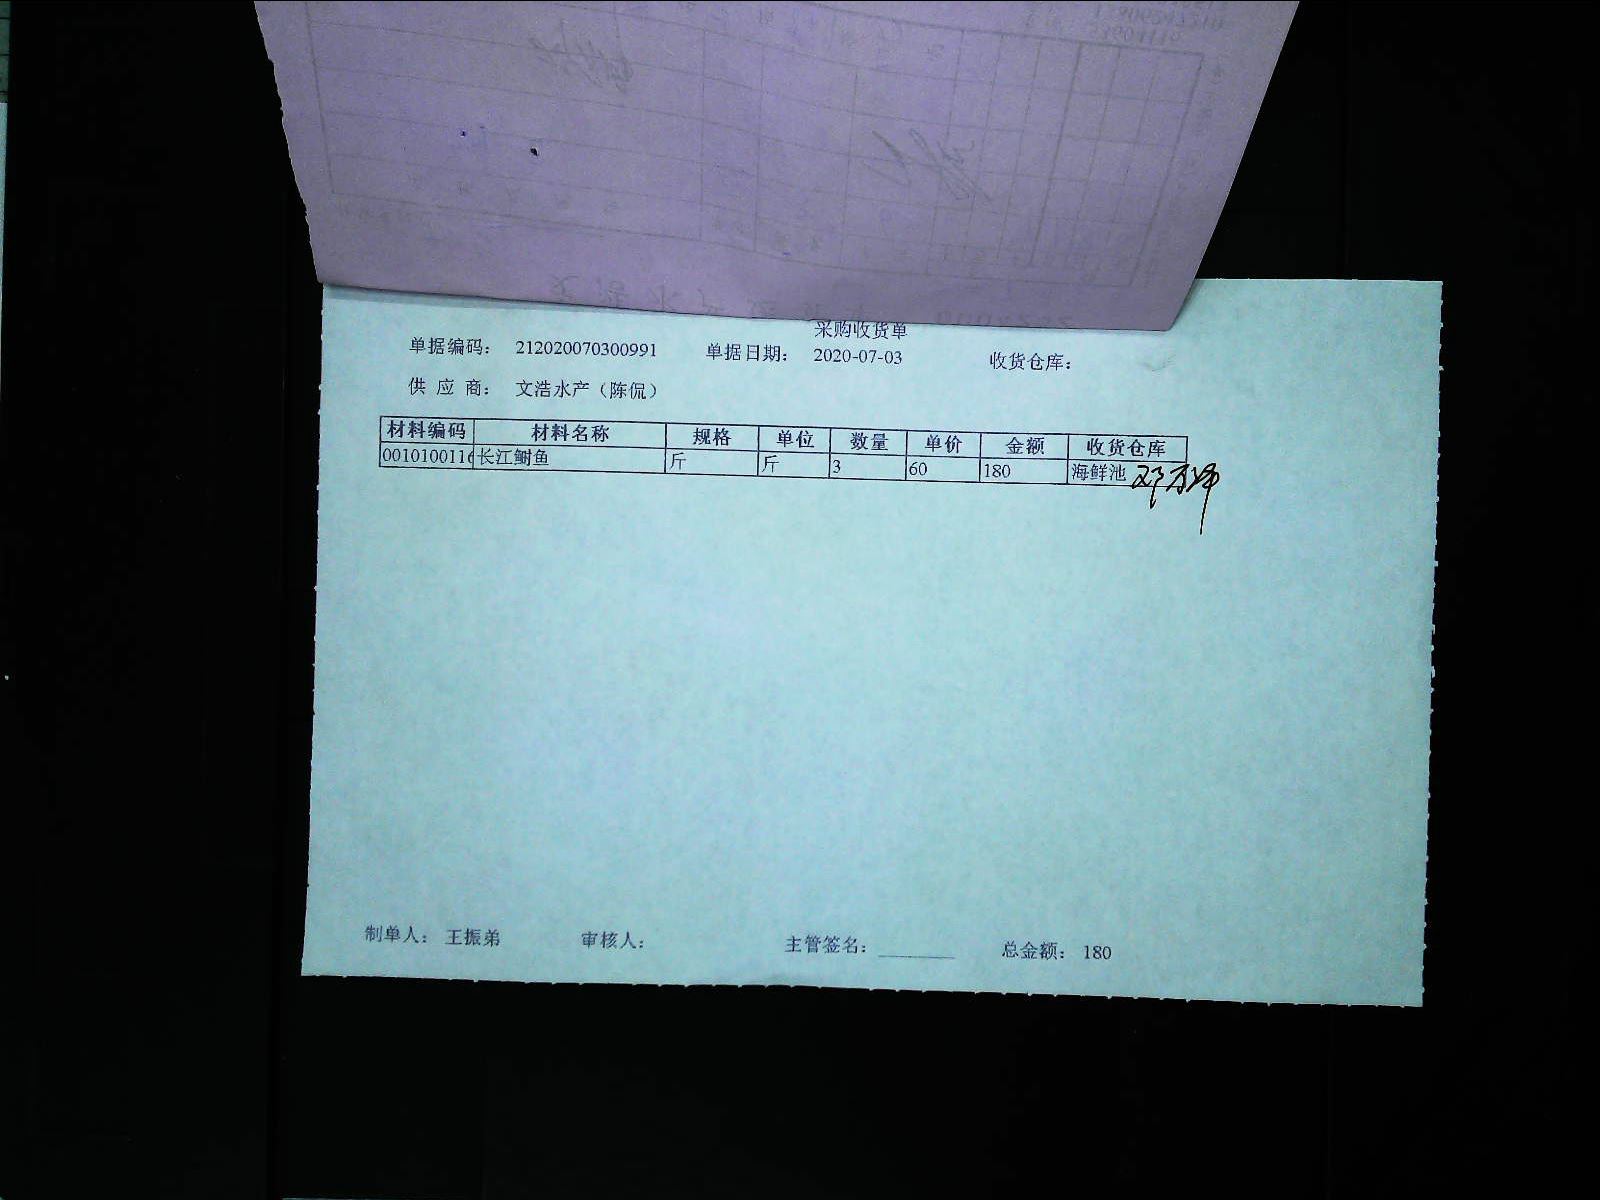 采购收货单
单据编码： 212020070300991 单据日期： 2020-07-03 收货仓库：
供 应 商： 文浩水产（陈侃）
材料编码 材料名称 规格 单位 数量 单价 金额 收货仓库
0010100116 长江鲥鱼 斤 斤 3 60 180 海鲜池
制单人： 王振弟 审核人： 主管签名： 总金额： 180